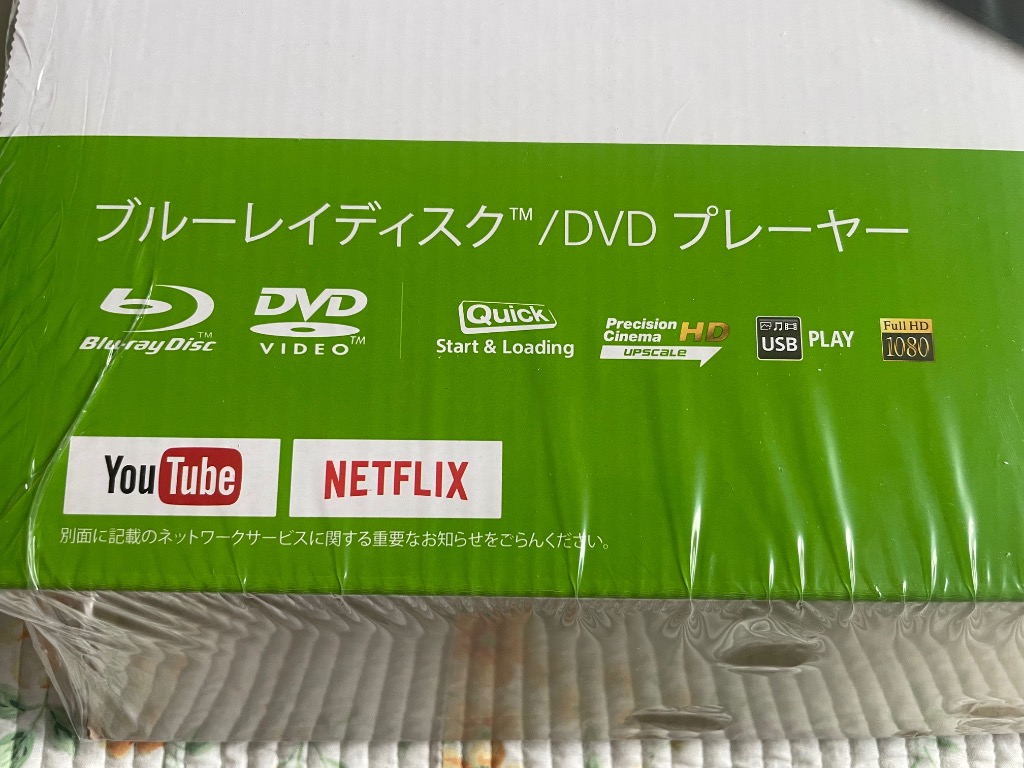 ブルーレイディスク™/DVD プレーヤー
Blu-ray Disc™
DVD
VIDEO™
Quick
Start & Loading
Precision
Cinema HD
UPSCALE
USB PLAY
Full HD
1080
YouTube
NETFLIX
別面に記載のネットワークサービスに関する重要なお知らせをごらんください。